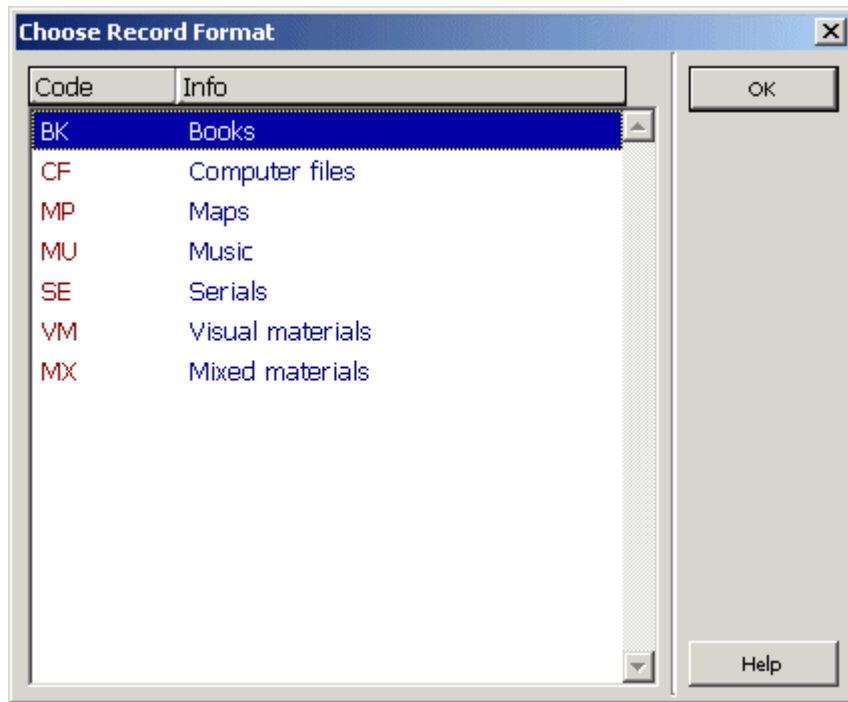 Choose Record Format
Code Info OK
BK Books
CF Computer files
MP Maps
MU Music
SE Serials
VM Visual materials
MX Mixed materials
Help